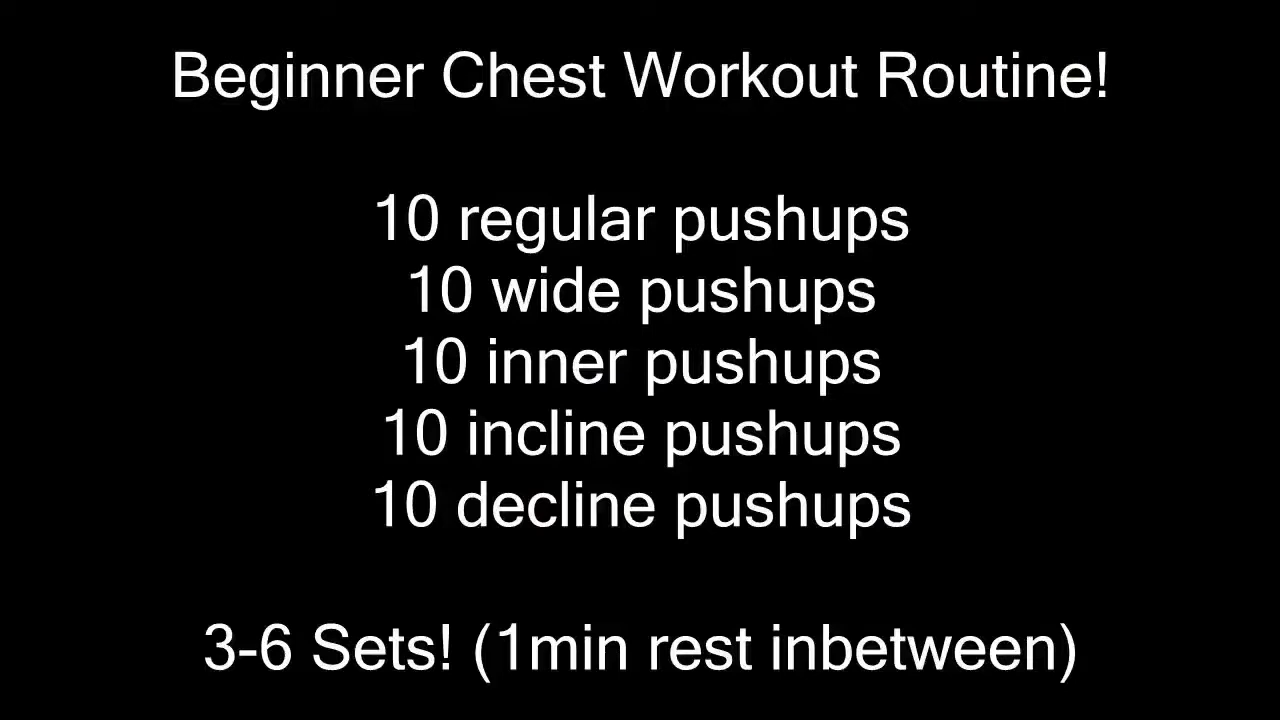 Beginner Chest Workout Routine!
10 regular pushups
10 wide pushups
10 inner pushups
10 incline pushups
10 decline pushups
3-6 Sets! (1min rest inbetween)